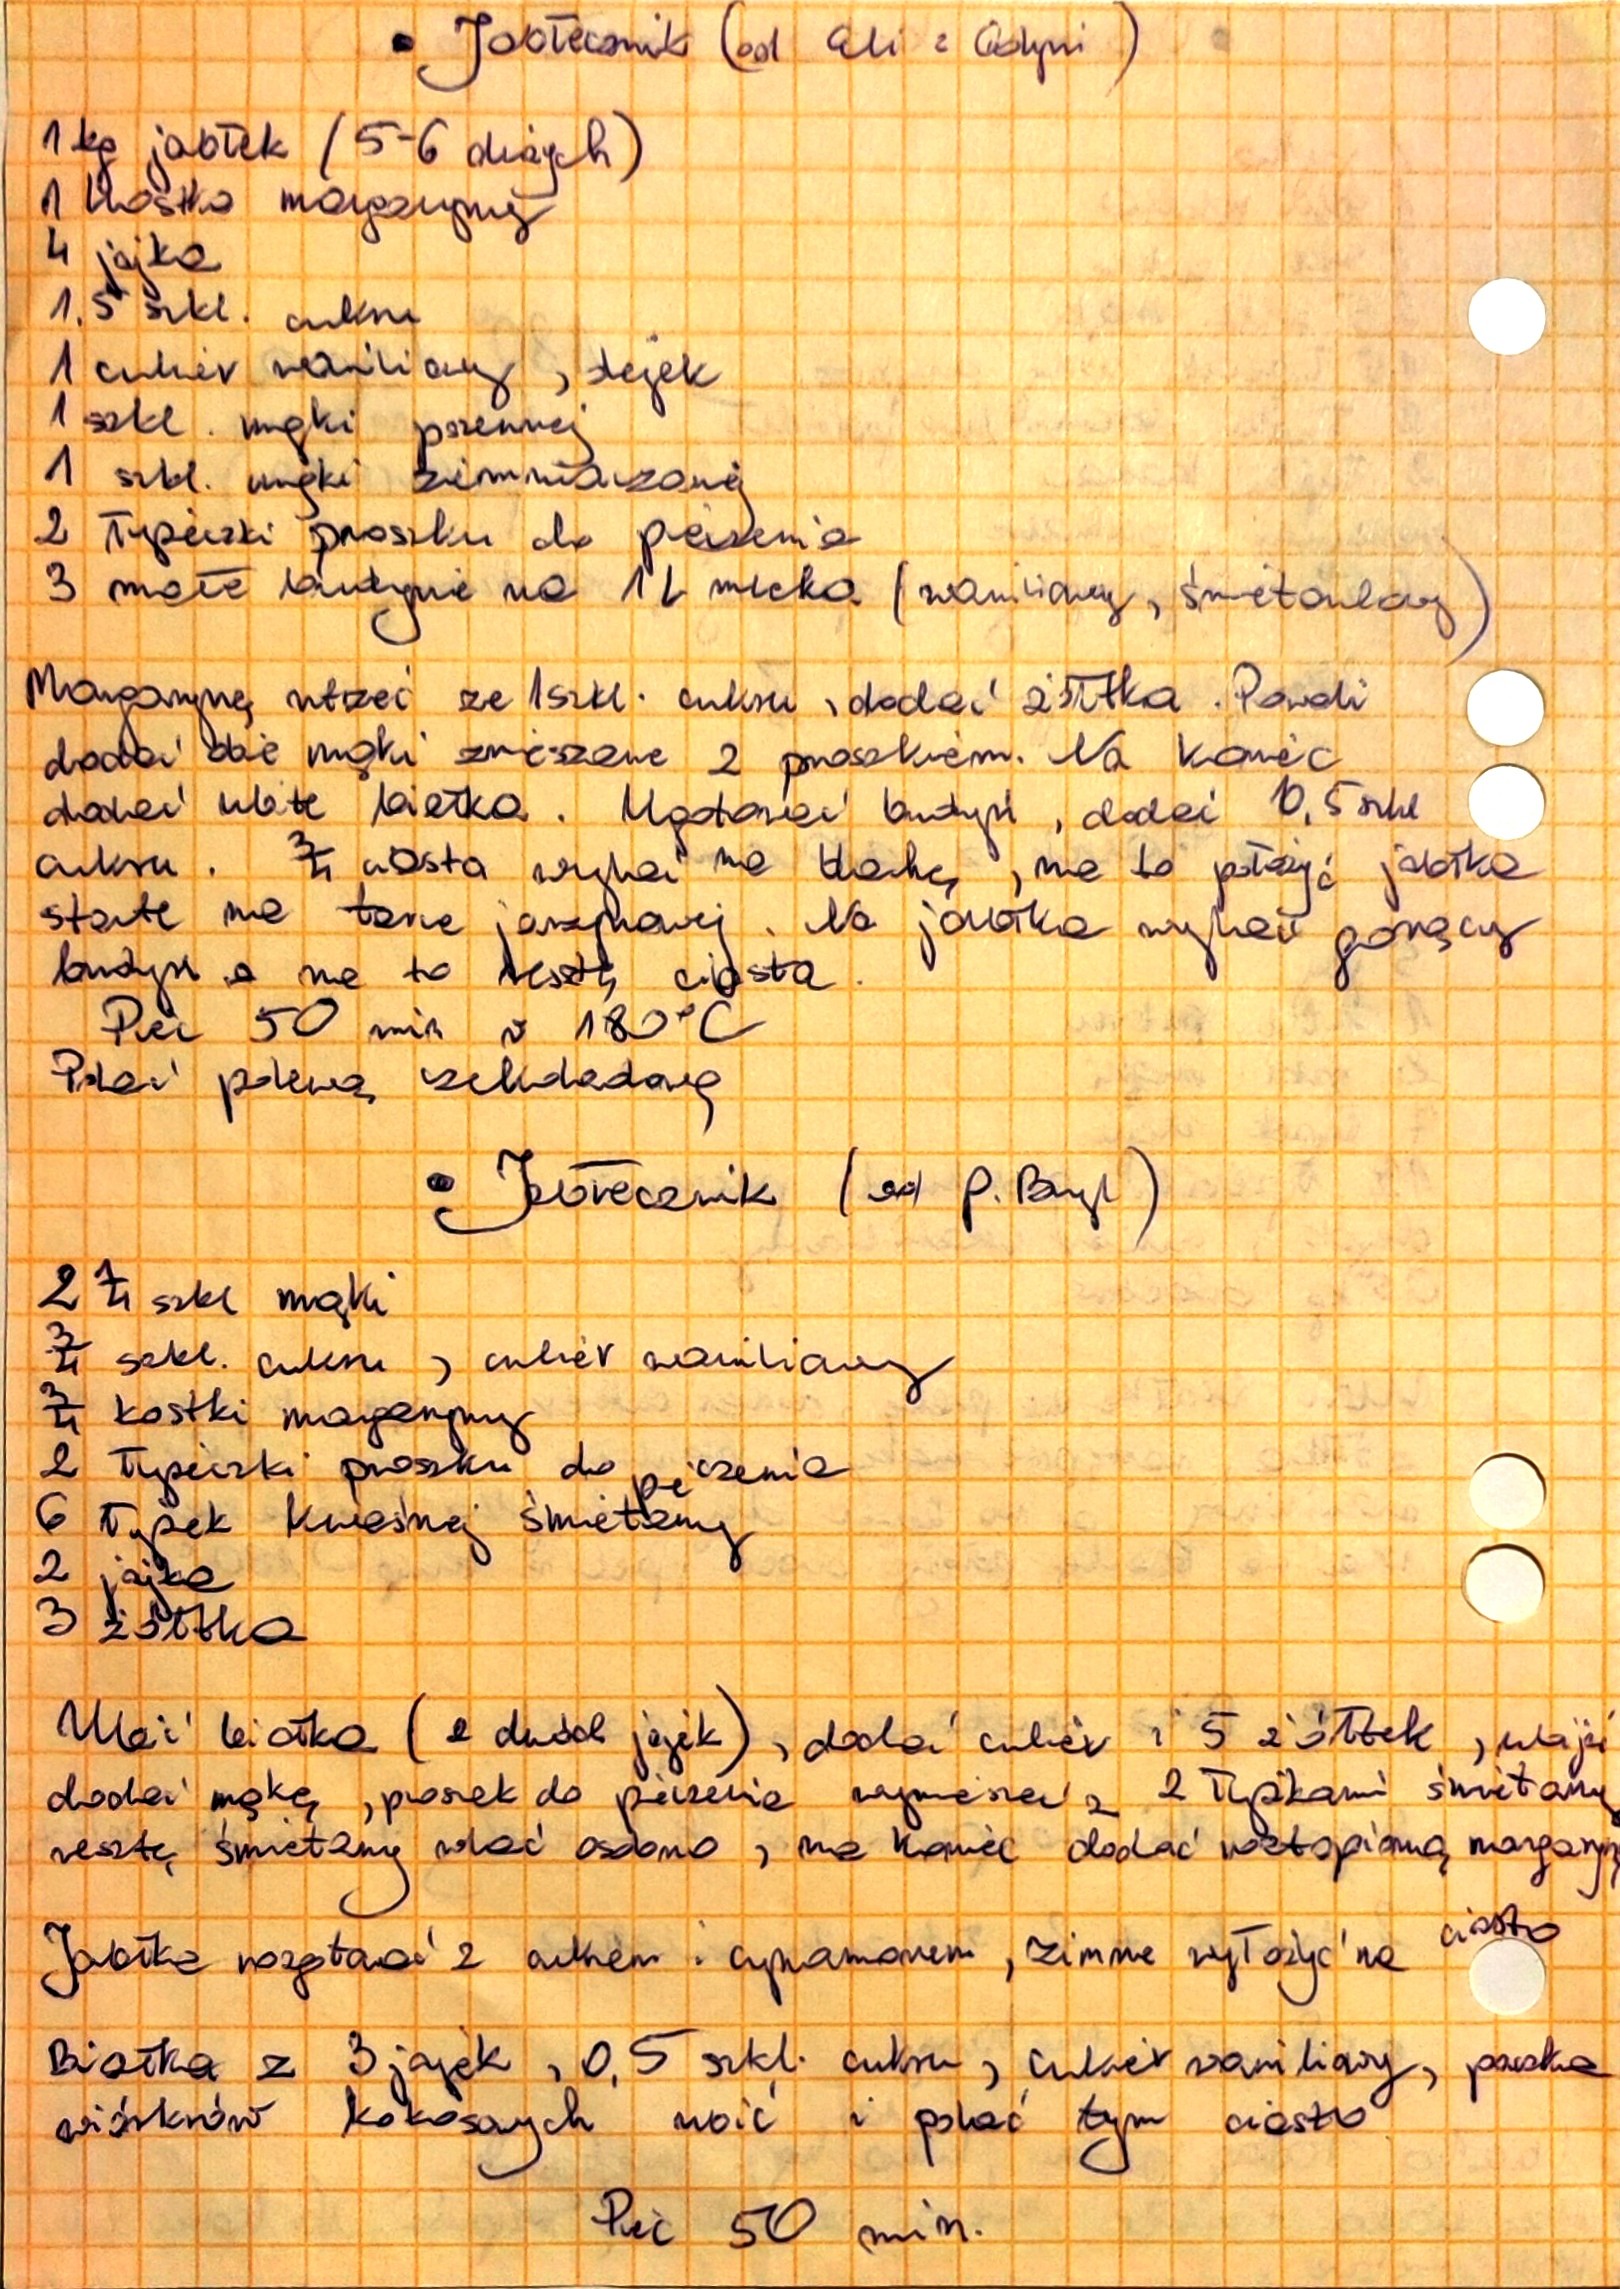 • Jabłecznik (od Eli z Gdyni)
1 kg jabłek (5-6 dużych)
1 kostka margaryny
4 jajka
1,5 szkl. cukru
1 cukier waniliowy, olejek
1 szkl. mąki pszennej
1 szkl. mąki ziemniaczanej
2 łyżeczki proszku do pieczenia
3 małe budynie na 1L mleka (waniliowy, śmietankowy)
Margarynę utrzeć ze 1szkl. cukru, dodać żółtka. Powoli
dodać obie mąki zmieszane z proszkiem. Na koniec
dodać ubite białka. Ugotować budyń, dodać 0,5 szkl
cukru. 3/4 ciasta wylać na blachę, na to położyć jabłka
starte na tarce jarzynowej. Na jabłka wylać gorący
budyń a na to resztę ciasta.
Piec 50 min w 180°C
Polać polewą czekoladową
• Jabłecznik (od p. Bryl)
2 1/4 szkl mąki
3/4 szkl. cukru, cukier waniliowy
3/4 kostki margaryny
2 łyżeczki proszku do pieczenia
6 łyżek kwaśnej śmietany
2 jajka
3 żółtka
Ubić białka (z dwóch jajek), dodać cukier i 5 żółtek, ubijać
dodać mąkę, proszek do pieczenia wymieszać z 2 łyżkami śmietany
resztę śmietany wlać osobno, na koniec dodać roztopioną margarynę
Jabłka rozgotować z cukrem i cynamonem, zimne wyłożyć na ciasto
Białka z 3 jajek, 0,5 szkl. cukru, cukier waniliowy, paczka
wiórków kokosowych ubić i polać tym ciasto
Piec 50 min.